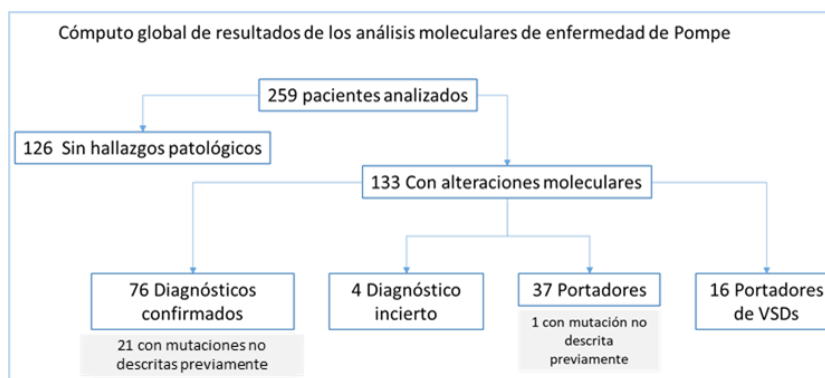 Cómputo global de resultados de los análisis moleculares de enfermedad de Pompe
259 pacientes analizados
126 Sin hallazgos patológicos
133 Con alteraciones moleculares
76 Diagnósticos
confirmados
21 con mutaciones no
descritas previamente
4 Diagnóstico
incierto
37 Portadores
1 con mutación no
descrita
previamente
16 Portadores
de VSDs